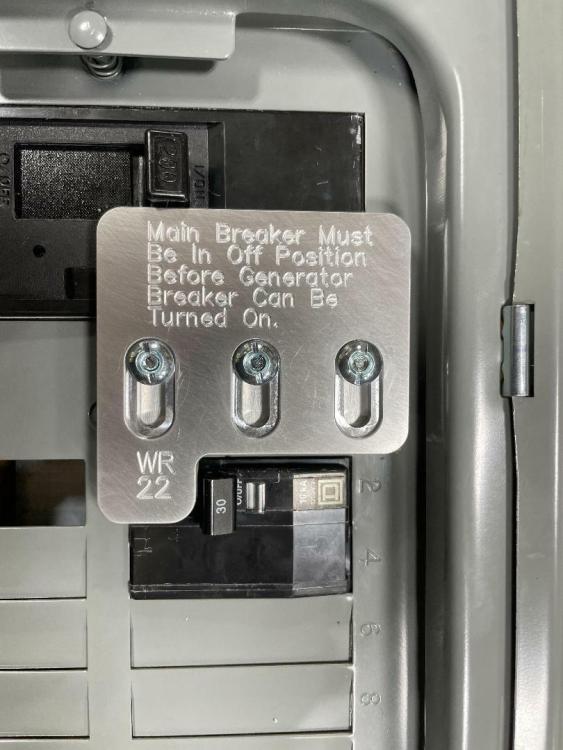 Main Breaker Must
Be In Off Position
Before Generator
Breaker Can Be
Turned On.
WR
22
30
2
4
6
8